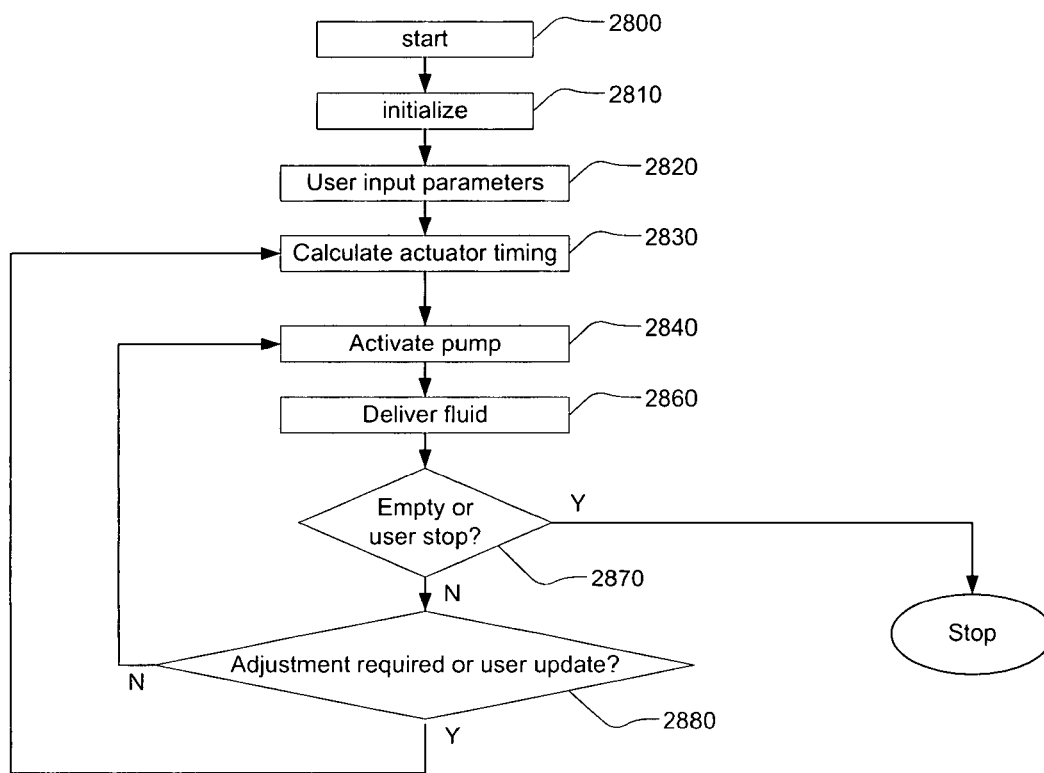 start
2800
initialize
2810
User input parameters
2820
Calculate actuator timing
2830
Activate pump
2840
Deliver fluid
2860
Empty or
user stop?
Y
2870
N
Stop
Adjustment required or user update?
N
2880
Y